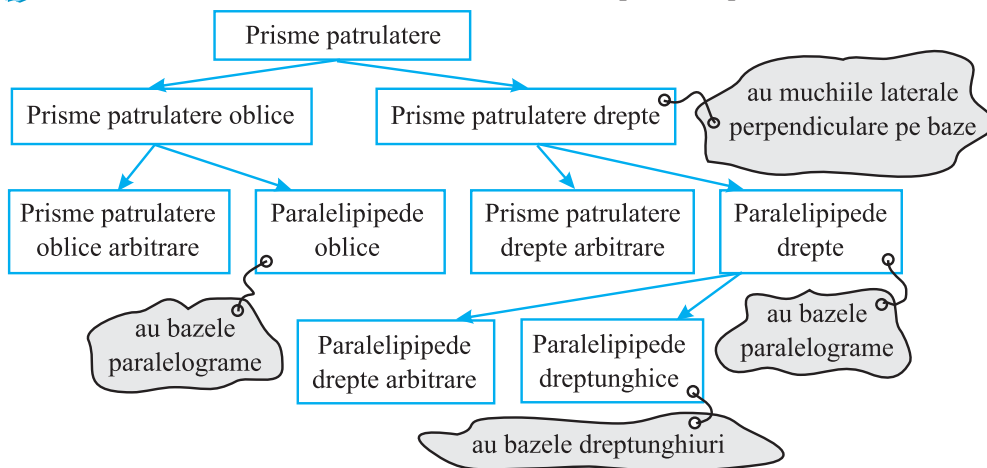 Prisme patrulatere
Prisme patrulatere oblice
Prisme patrulatere drepte
au muchiile laterale
perpendiculare pe baze
Prisme patrulatere
oblice arbitrare
Paralelipipede
oblice
Prisme patrulatere
drepte arbitrare
Paralelipipede
drepte
au bazele
paralelograme
Paralelipipede
drepte arbitrare
Paralelipipede
dreptunghice
au bazele
paralelograme
au bazele dreptunghiuri